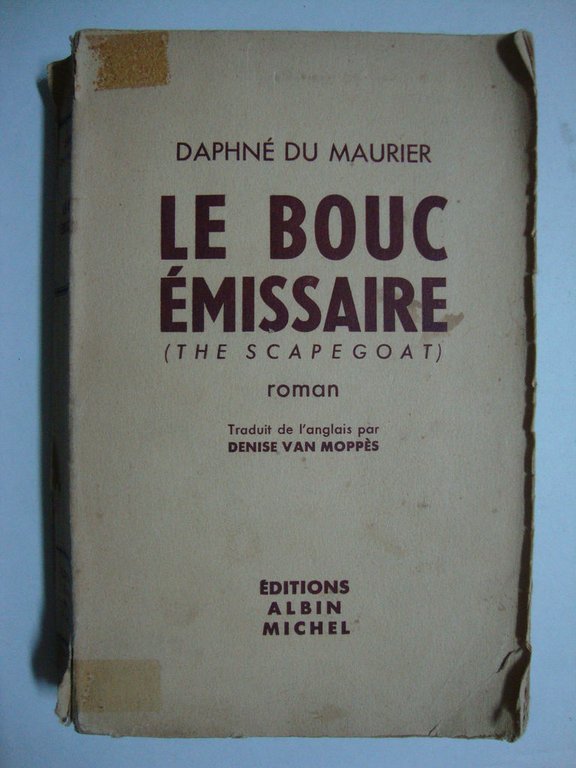 DAPHNÉ DU MAURIER
LE BOUC
ÉMISSAIRE
(THE SCAPEGOAT)
roman
Traduit de l'anglais par
DENISE VAN MOPPÈS
ÉDITIONS
ALBIN
MICHEL